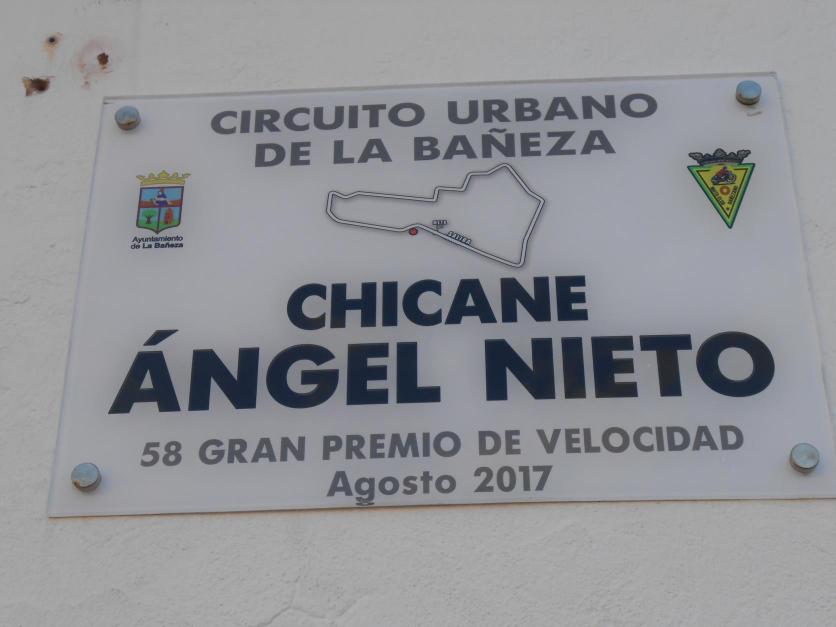 CIRCUITO URBANO
DE LA BAÑEZA
Ayuntamiento
de La Bañeza
CHICANE
ÁNGEL NIETO
58 GRAN PREMIO DE VELOCIDAD
Agosto 2017